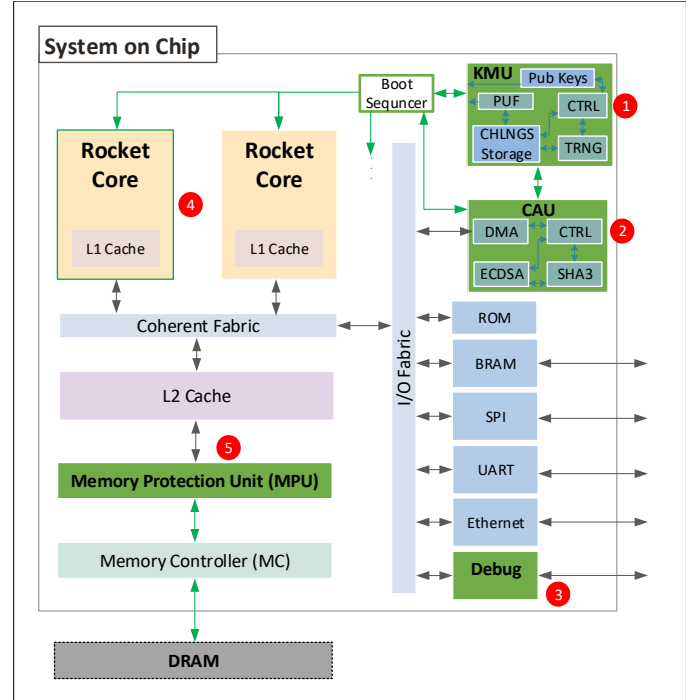 System on Chip
Boot
Sequncer
KMU
Pub Keys
PUF
CTRL
1
CHLNGS
Storage
TRNG
Rocket
Core
Rocket
Core
4
L1 Cache
L1 Cache
CAU
2
DMA
CTRL
ECDSA
SHA3
Coherent Fabric
I/O Fabric
ROM
BRAM
L2 Cache
SPI
5
Memory Protection Unit (MPU)
UART
Ethernet
Memory Controller (MC)
Debug
3
DRAM